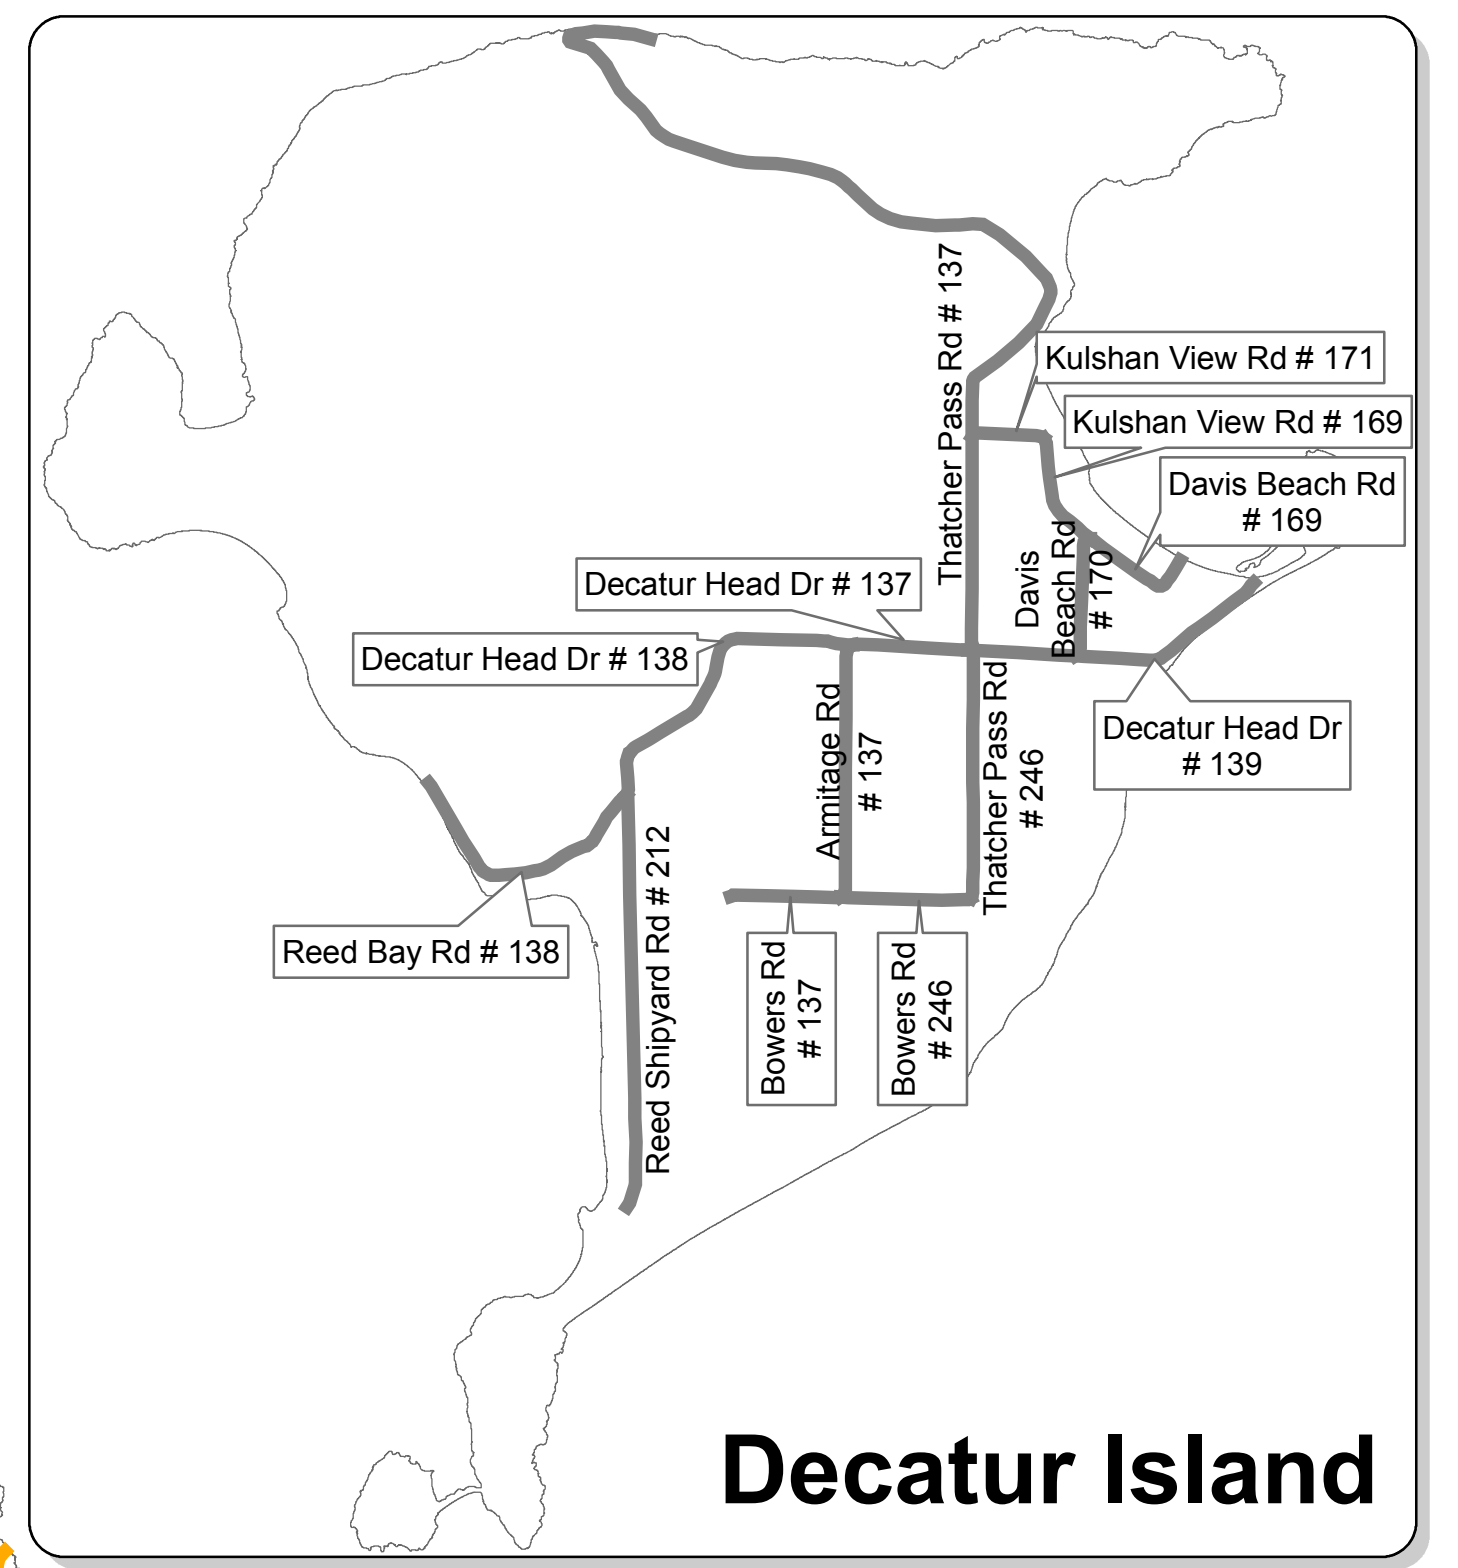 Thatcher Pass Rd # 137
Kulshan View Rd # 171
Kulshan View Rd # 169
Davis Beach Rd
# 169
Davis
Beach Rd
# 170
Decatur Head Dr # 137
Decatur Head Dr # 138
Armitage Rd
# 137
Thatcher Pass Rd
# 246
Decatur Head Dr
# 139
Reed Shipyard Rd # 212
Reed Bay Rd # 138
Bowers Rd
# 137
Bowers Rd
# 246
Decatur Island